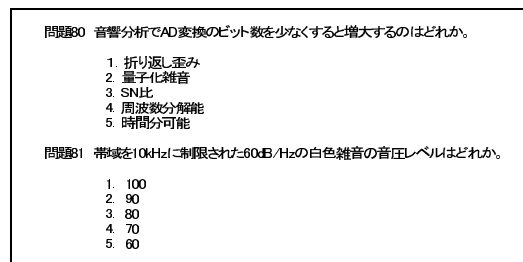 問題80 音響分析でAD変換のビット数を少なくすると増大するのはどれか。
1. 折り返し歪み
2. 量子化雑音
3. SN比
4. 周波数分解能
5. 時間分可能
問題81 帯域を10kHzに制限された60dB/Hzの白色雑音の音圧レベルはどれか。
1. 100
2. 90
3. 80
4. 70
5. 60